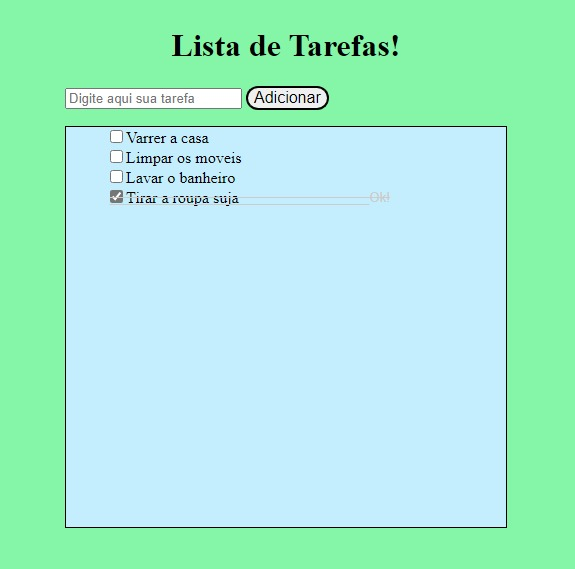 Lista de Tarefas!
Digite aqui sua tarefa Adicionar
Varrer a casa
Limpar os moveis
Lavar o banheiro
Tirar a roupa suja Ok!